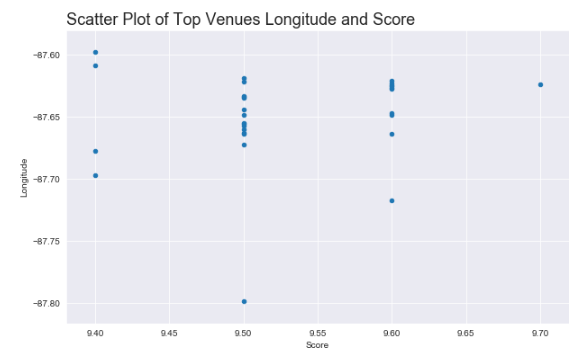 Scatter Plot of Top Venues Longitude and Score
−87.60
−87.65
−87.70
−87.75
−87.80
Longitude
9.40 9.45 9.50 9.55 9.60 9.65 9.70
Score